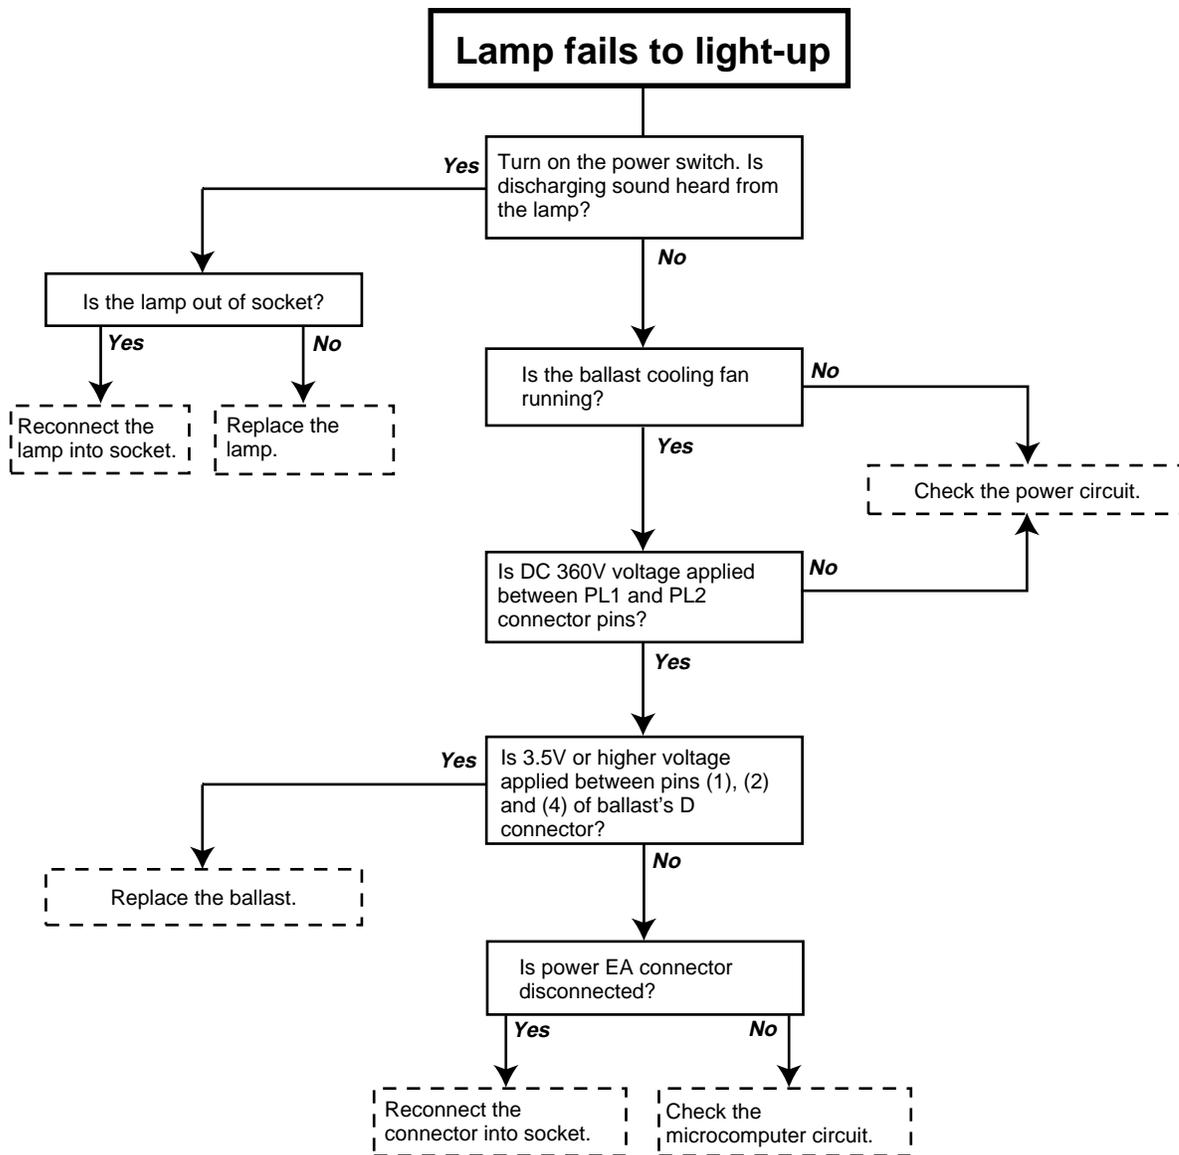 Lamp fails to light-up
Yes
Turn on the power switch. Is
discharging sound heard from
the lamp?
No
Is the lamp out of socket?
Yes
No
Reconnect the
lamp into socket.
Replace the
lamp.
Is the ballast cooling fan
running?
No
Yes
Check the power circuit.
Is DC 360V voltage applied
between PL1 and PL2
connector pins?
No
Yes
Yes
Is 3.5V or higher voltage
applied between pins (1), (2)
and (4) of ballast's D
connector?
No
Replace the ballast.
Is power EA connector
disconnected?
Yes
No
Reconnect the
connector into socket.
Check the
microcomputer circuit.